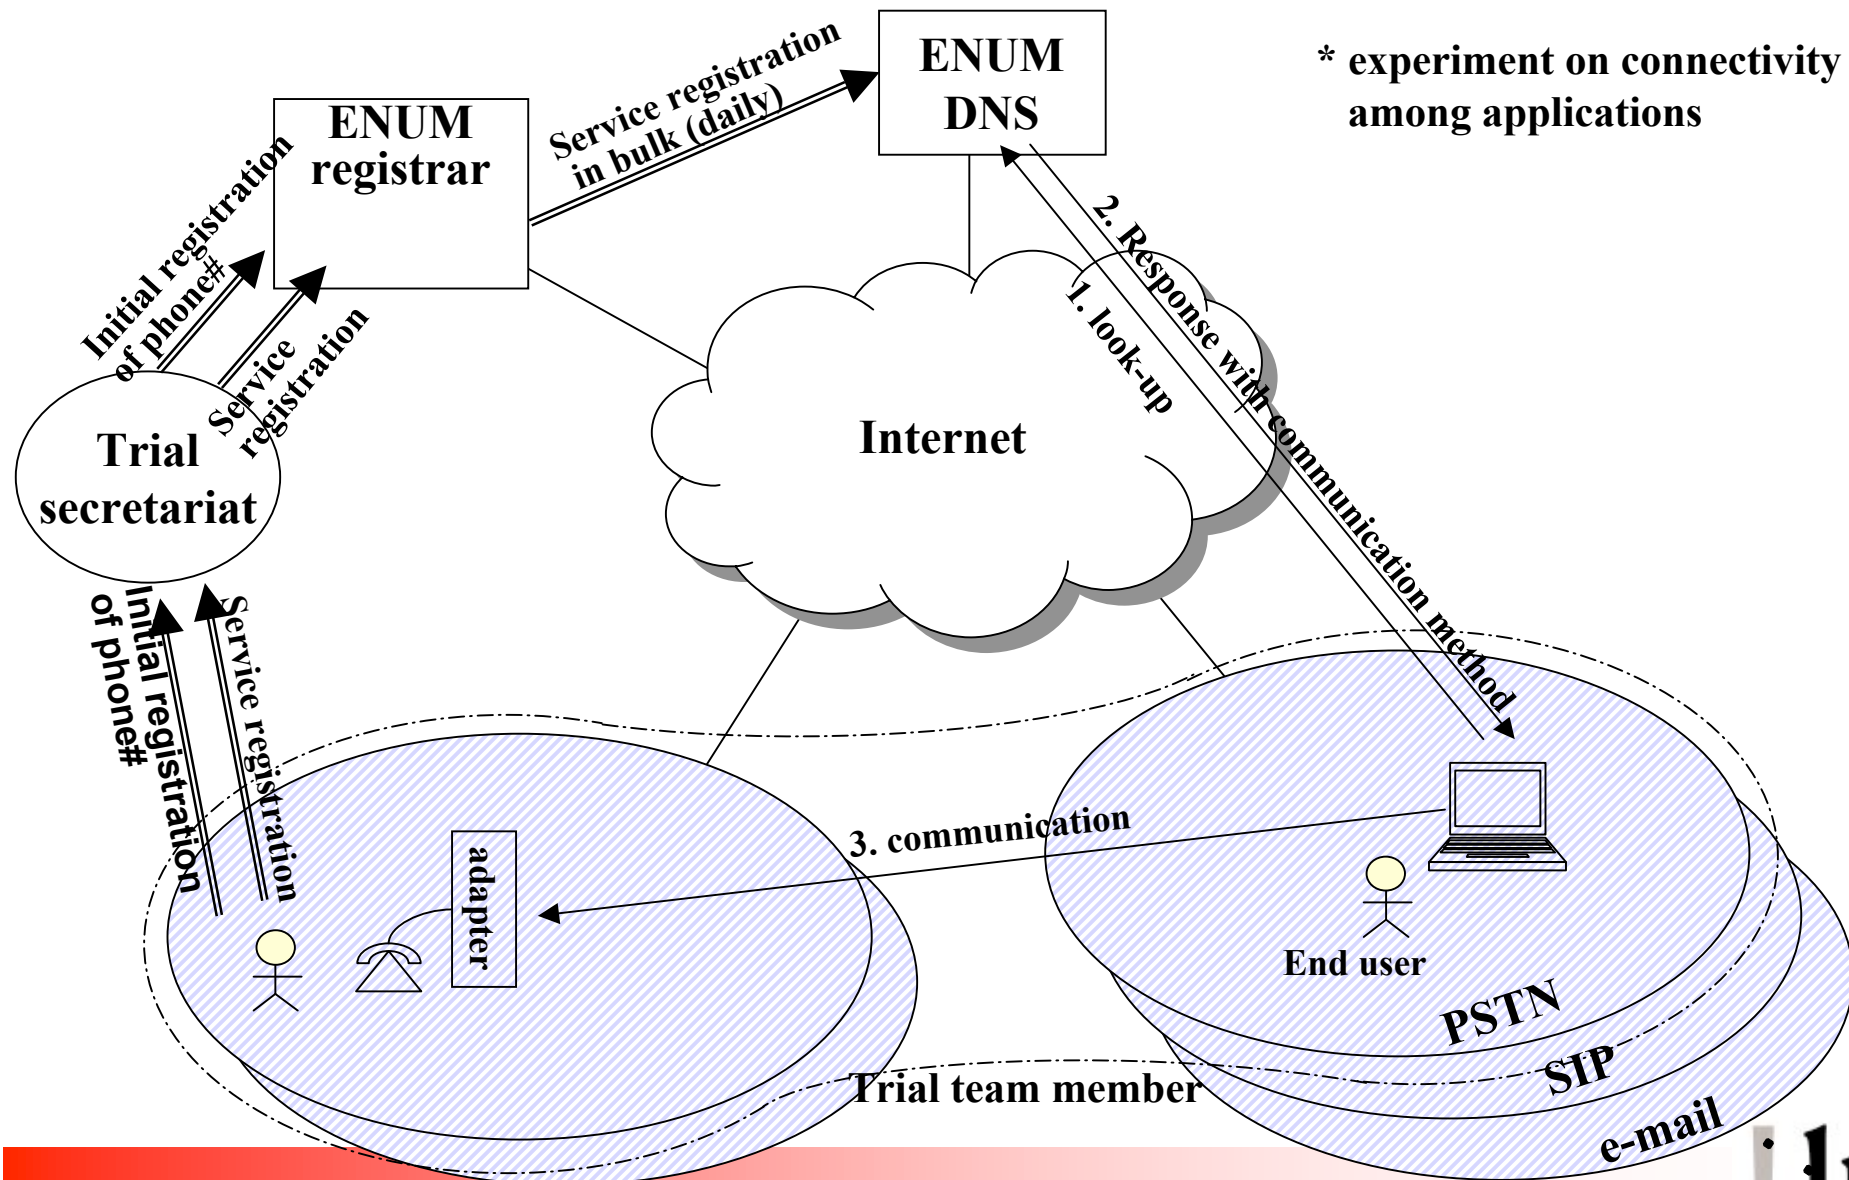 ENUM
DNS
* experiment on connectivity
among applications
ENUM
registrar
Service registration
in bulk (daily)
Initial registration
of phone#
Service
registration
2. Response with communication method
1. look-up
Internet
Trial
secretariat
Initial registration
of phone#
Service registration
3. communication
adapter
End user
PSTN
SIP
e-mail
Trial team member